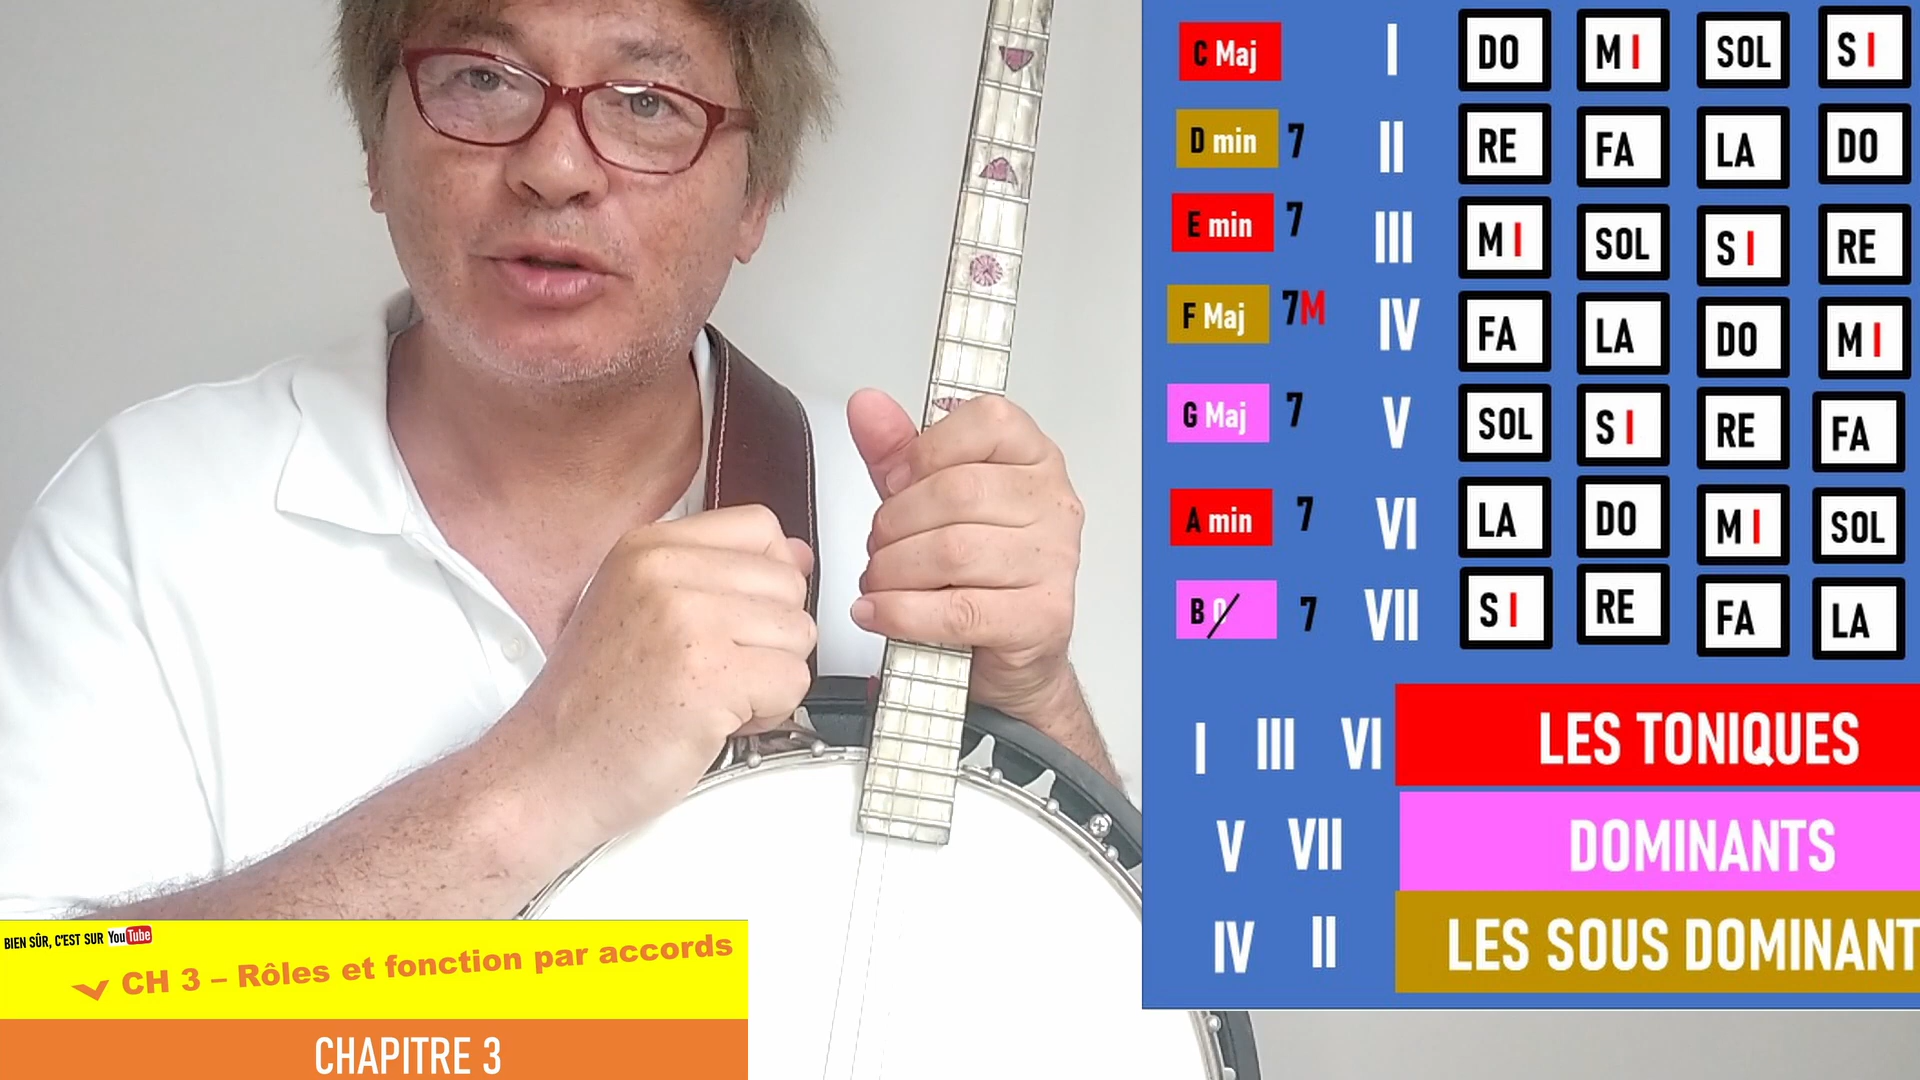 C Maj I DO MI SOL SI
D min 7 II RE FA LA DO
E min 7 III MI SOL SI RE
F Maj 7M IV FA LA DO MI
G Maj 7 V SOL SI RE FA
A min 7 VI LA DO MI SOL
B Ø 7 VII SI RE FA LA
I III VI LES TONIQUES
V VII DOMINANTS
IV II LES SOUS DOMINANT
BIEN SÛR, C'EST SUR YouTube
CH 3 – Rôles et fonction par accords
CHAPITRE 3